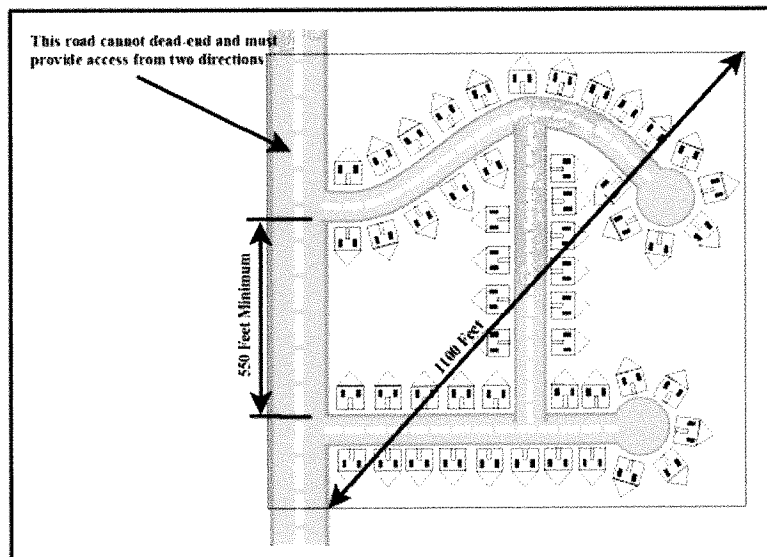 This road cannot dead-end and must
provide access from two directions
550 Feet Minimum
1100 Feet